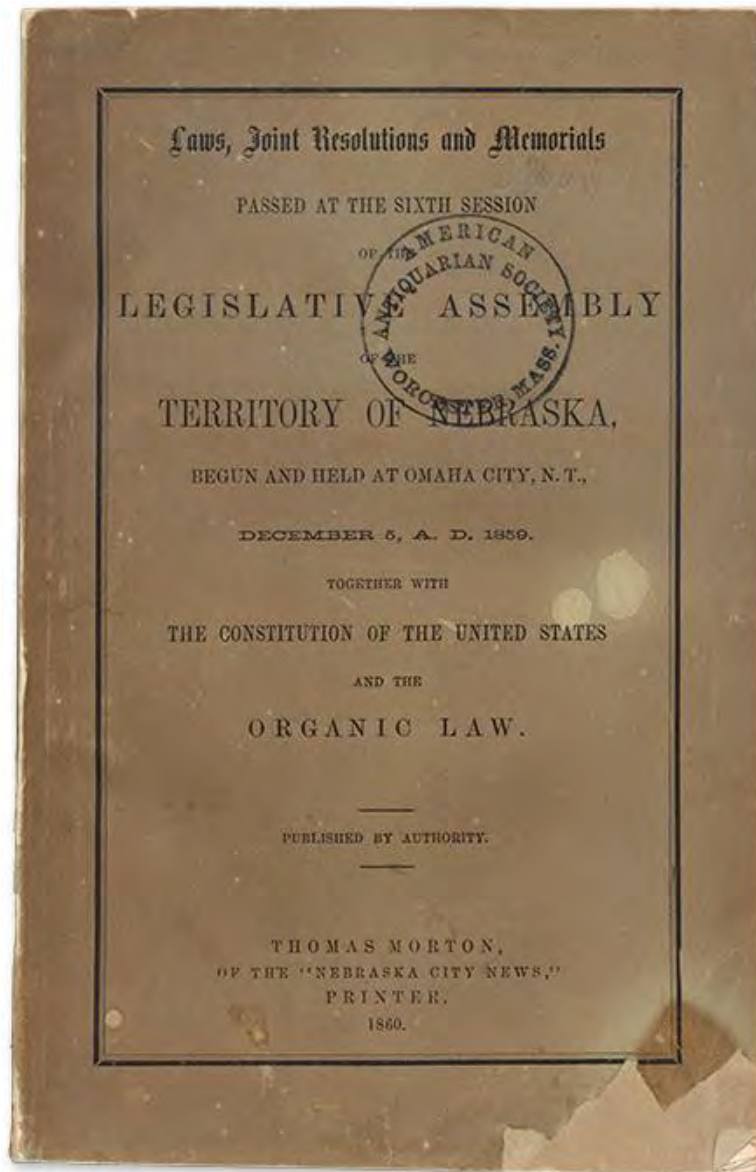 Laws, Joint Resolutions and Memorials
PASSED AT THE SIXTH SESSION
OF THE
LEGISLATIVE ASSEMBLY
OF THE
TERRITORY OF NEBRASKA,
BEGUN AND HELD AT OMAHA CITY, N. T.,
DECEMBER 5, A. D. 1859.
TOGETHER WITH
THE CONSTITUTION OF THE UNITED STATES
AND THE
ORGANIC LAW.
PUBLISHED BY AUTHORITY.
THOMAS MORTON,
OF THE "NEBRASKA CITY NEWS,"
PRINTER.
1860.
AMERICAN
ANTIQUARIAN SOCIETY
WORCESTER, MASS.